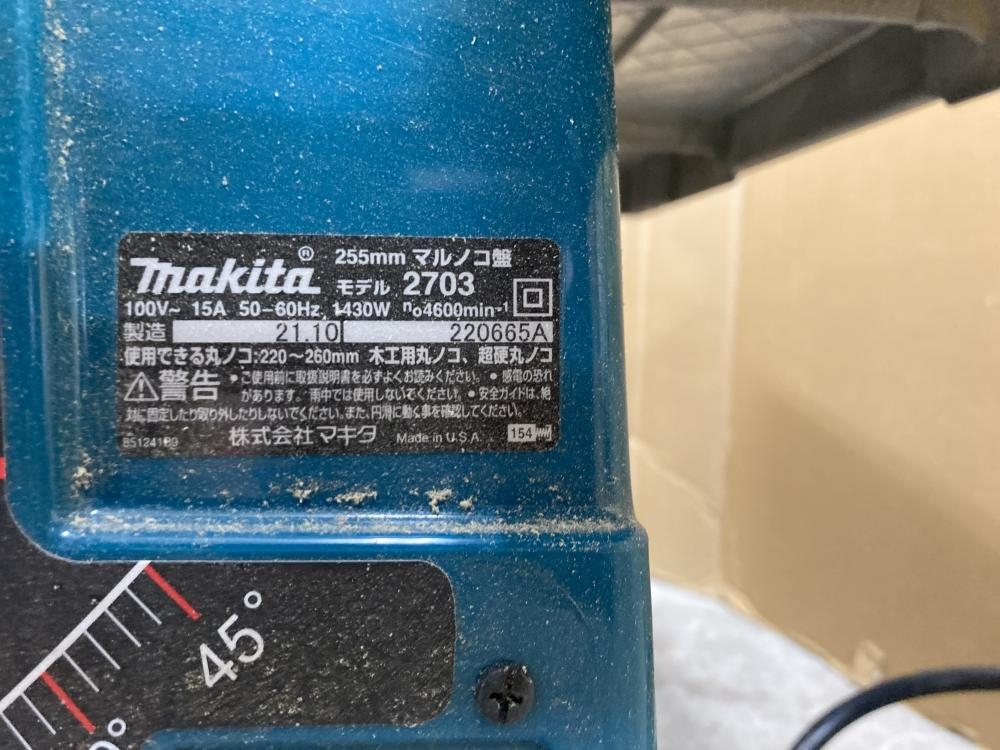 makita® 255mm マルノコ盤
モデル 2703
100V~ 15A 50-60Hz 1430W no4600min-1
製造 21.10 220665A
使用できる丸ノコ:220~260mm 木工用丸ノコ、超硬丸ノコ
警告 ・ご使用前に取扱説明書を必ずよくお読みください。・感電の恐れ
があります。雨中では使用しないでください。・安全ガイドは、絶
対に固定したり取り外したりしないでください。また、円滑に動く事を確認してください。
851241-B9 株式会社 マキタ Made in U.S.A. 154
45°